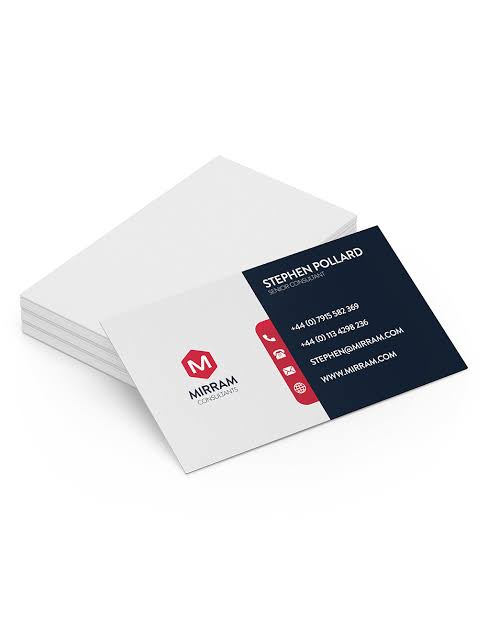 M
MIRRAM
CONSULTANTS
STEPHEN POLLARD
SENIOR CONSULTANT
+44 (0) 7915 582 369
+44 (0) 113 4298 236
STEPHEN@MIRRAM.COM
WWW.MIRRAM.COM